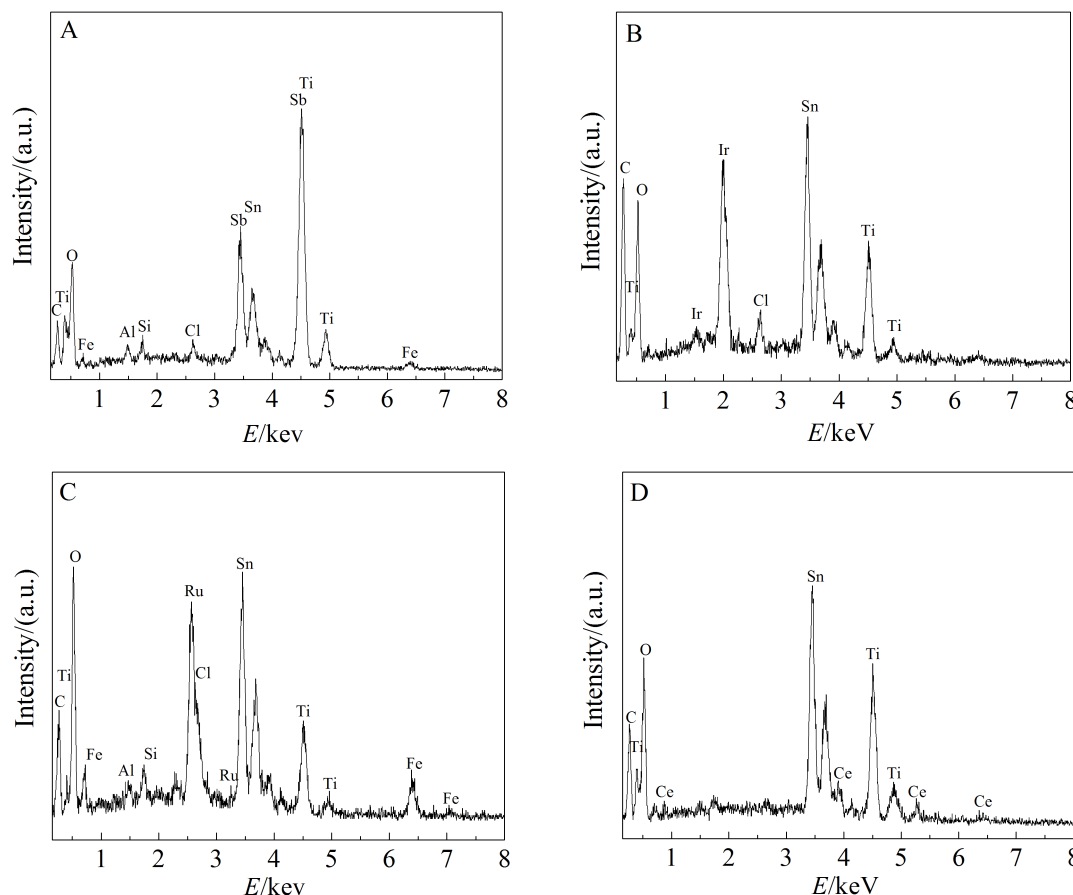 A
Ti
Sb
Sn
Sb
O
Ti
C
Fe
Al
Si
Cl
Fe
Intensity/(a.u.)
1 2 3 4 5 6 7 8
E/kev
Ti
B
Sn
Ir
C
O
Ti
Ti
Ir
Cl
Ti
Intensity/(a.u.)
1 2 3 4 5 6 7 8
E/keV
C
O
Sn
Ru
Ti
Cl
C
Ti
Fe
Al
Si
Ru
Ti
Fe
Fe
Intensity/(a.u.)
1 2 3 4 5 6 7 8
E/kev
D
Sn
O
Ti
C
Ti
Ce
Ce
Ti
Ce
Ce
Intensity/(a.u.)
1 2 3 4 5 6 7 8
E/keV